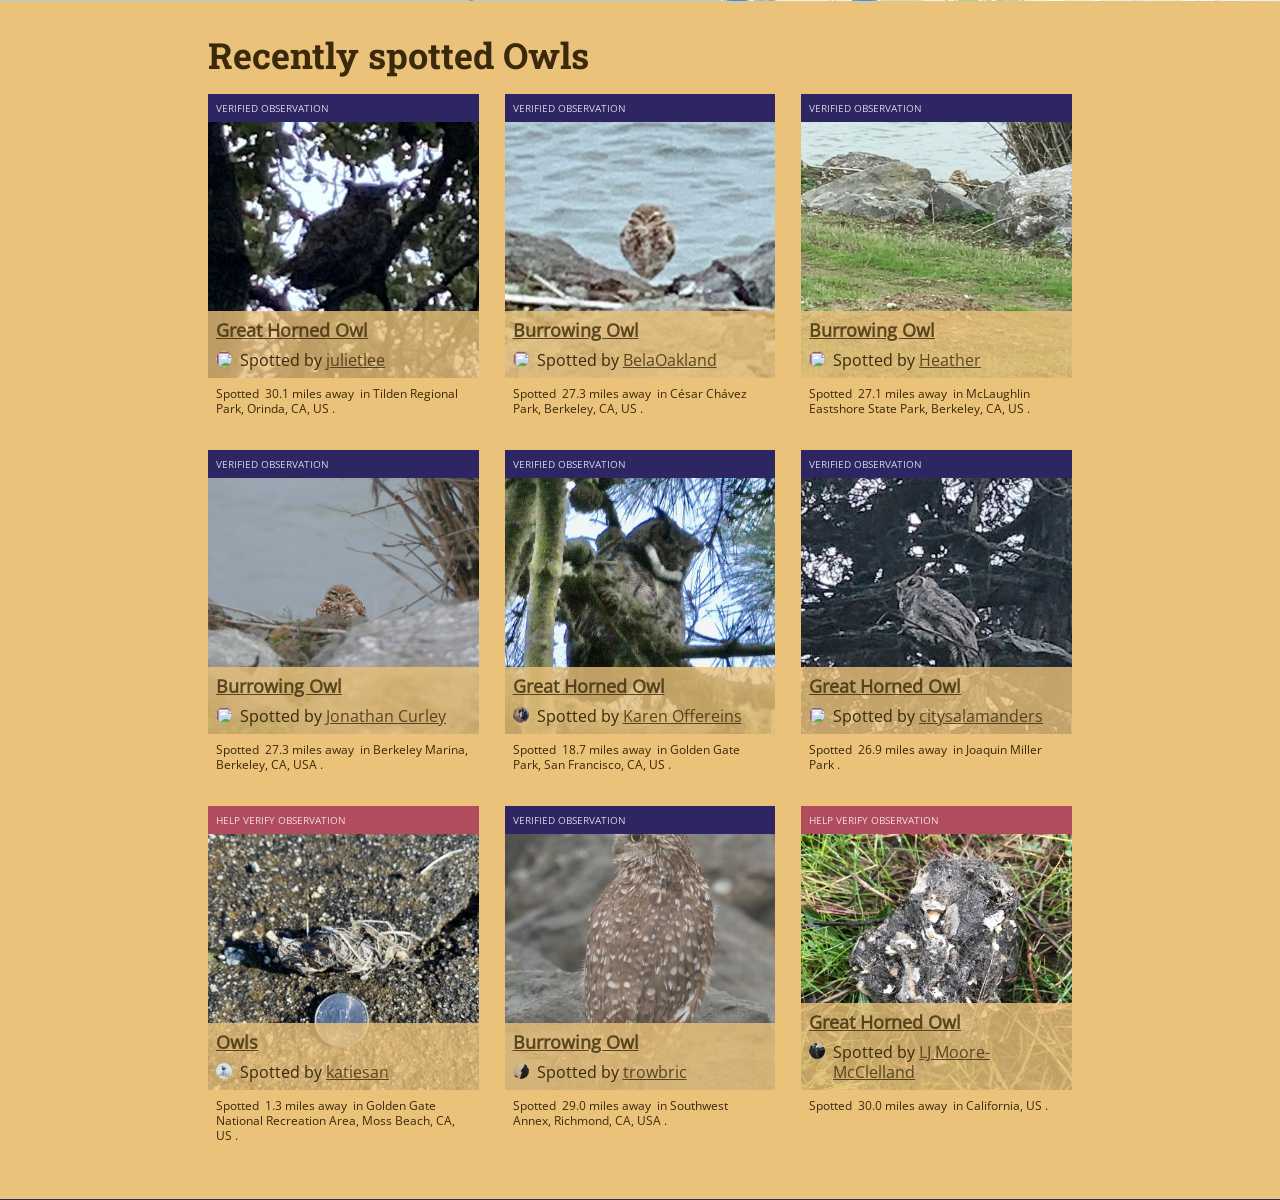 Recently spotted Owls
VERIFIED OBSERVATION
Great Horned Owl
Spotted by julietlee
Spotted 30.1 miles away in Tilden Regional
Park, Orinda, CA, US .
VERIFIED OBSERVATION
Burrowing Owl
Spotted by BelaOakland
Spotted 27.3 miles away in César Chávez
Park, Berkeley, CA, US .
VERIFIED OBSERVATION
Burrowing Owl
Spotted by Heather
Spotted 27.1 miles away in McLaughlin
Eastshore State Park, Berkeley, CA, US .
VERIFIED OBSERVATION
Burrowing Owl
Spotted by Jonathan Curley
Spotted 27.3 miles away in Berkeley Marina,
Berkeley, CA, USA .
VERIFIED OBSERVATION
Great Horned Owl
Spotted by Karen Offereins
Spotted 18.7 miles away in Golden Gate
Park, San Francisco, CA, US .
VERIFIED OBSERVATION
Great Horned Owl
Spotted by citysalamanders
Spotted 26.9 miles away in Joaquin Miller
Park .
HELP VERIFY OBSERVATION
Owls
Spotted by katiesan
Spotted 1.3 miles away in Golden Gate
National Recreation Area, Moss Beach, CA,
US .
VERIFIED OBSERVATION
Burrowing Owl
Spotted by trowbric
Spotted 29.0 miles away in Southwest
Annex, Richmond, CA, USA .
HELP VERIFY OBSERVATION
Great Horned Owl
Spotted by LJ Moore-
McClelland
Spotted 30.0 miles away in California, US .